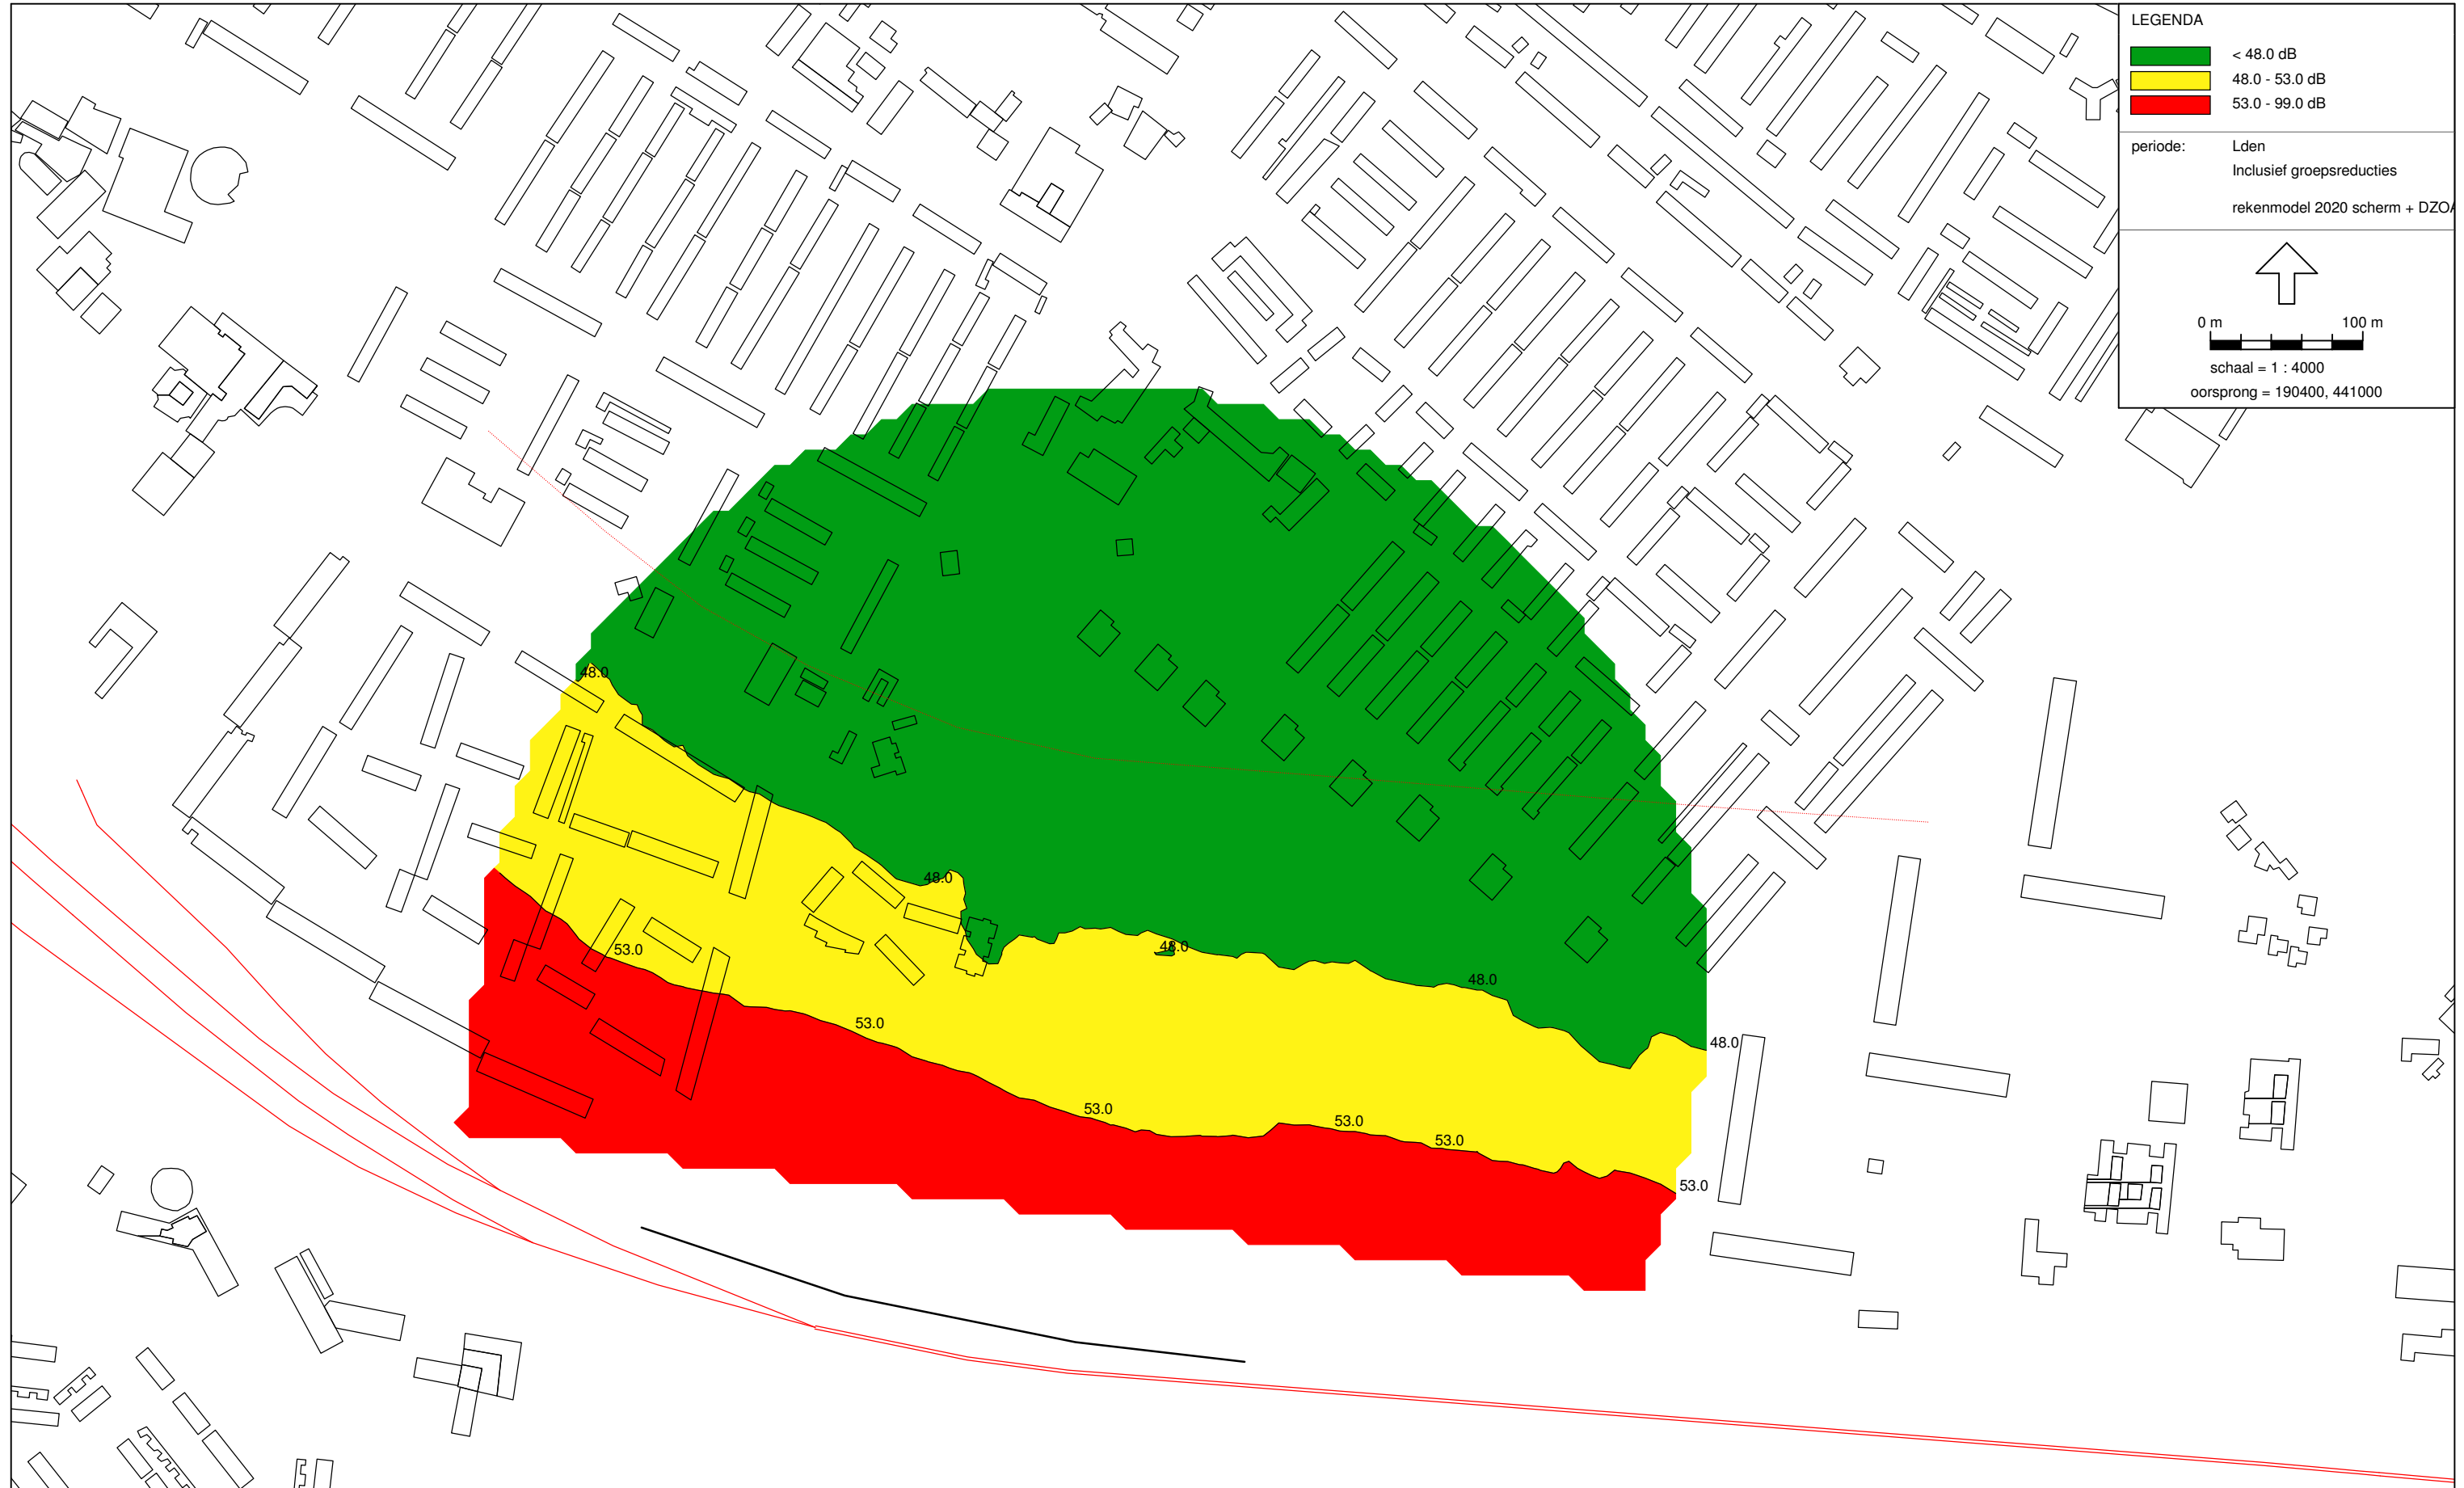 LEGENDA
< 48.0 dB
48.0 - 53.0 dB
53.0 - 99.0 dB
periode: Lden
Inclusief groepsreducties
rekenmodel 2020 scherm + DZOA
0 m 100 m
schaal = 1 : 4000
oorsprong = 190400, 441000
48.0
48.0
48.0
53.0
48.0
53.0
48.0
53.0
53.0
53.0
53.0